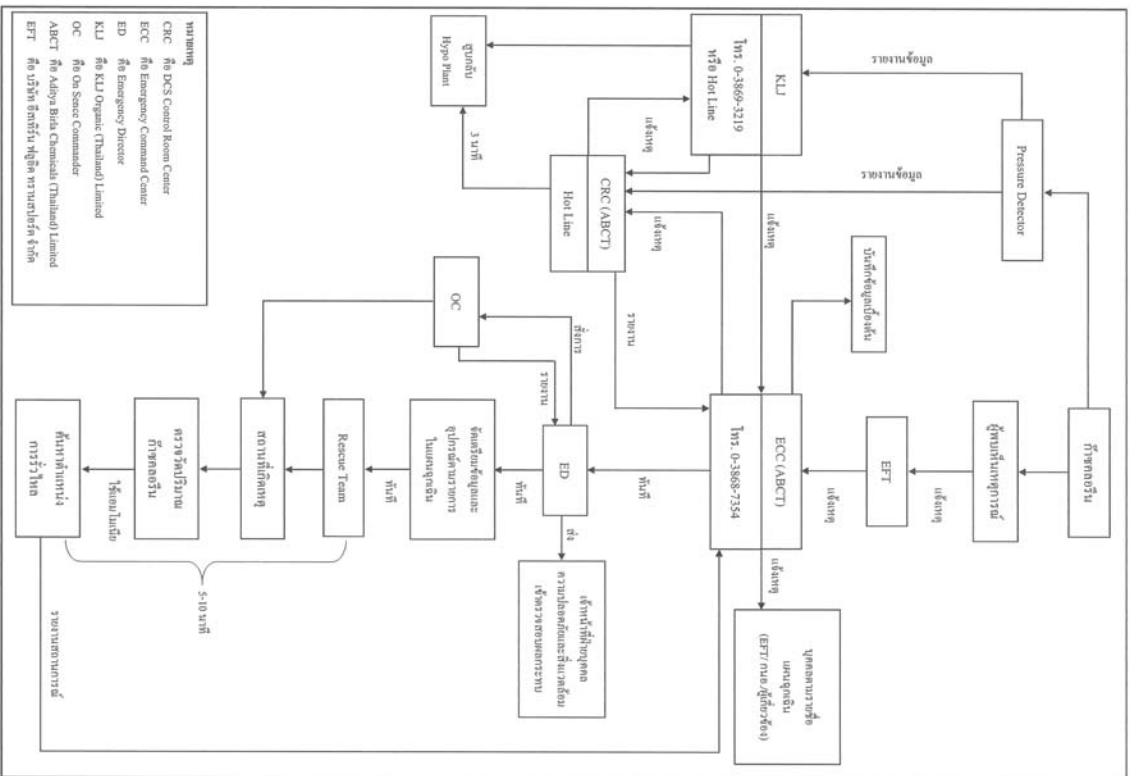 ก๊าซคลอรีน
ผู้พบเห็นเหตุการณ์
แจ้งเหตุ
EFT
แจ้งเหตุ
Pressure Detector
รายงานข้อมูล
รายงานข้อมูล
บันทึกข้อมูลเบื้องต้น
ECC (ABCT)
โทร. 0-3868-7354
แจ้งเหตุ
บุคคลตามรายชื่อ
แผนฉุกเฉิน
(EFT/ กนอ./ผู้เกี่ยวข้อง)
KLJ
โทร. 0-3869-3219
หรือ Hot Line
แจ้งเหตุ
แจ้งเหตุ
แจ้งเหตุ
CRC (ABCT)
Hot Line
รายงาน
3 นาที
สูบกลับ
Hypo Plant
ทันที
ED
สั่งการ
รายงาน
OC
ส่ง
เจ้าหน้าที่ฝ่ายบุคคล
ความปลอดภัยและสิ่งแวดล้อม
เข้าตรวจสอบผลกระทบ
ทันที
จัดเตรียมข้อมูลและ
อุปกรณ์ตามรายการ
ในแผนฉุกเฉิน
ทันที
Rescue Team
สถานที่เกิดเหตุ
ตรวจวัดปริมาณ
ก๊าซคลอรีน
ใช้แอมโมเนีย
ค้นหาตำแหน่ง
การรั่วไหล
5-10 นาที
รายงานสถานการณ์
หมายเหตุ
CRC คือ DCS Control Room Center
ECC คือ Emergency Command Center
ED คือ Emergency Director
KLJ คือ KLJ Organic (Thailand) Limited
OC คือ On Sence Commander
ABCT คือ Aditya Birla Chemicals (Thailand) Limited
EFT คือ บริษัท อีสเทิร์น ฟลูอิด ทรานสปอร์ต จำกัด